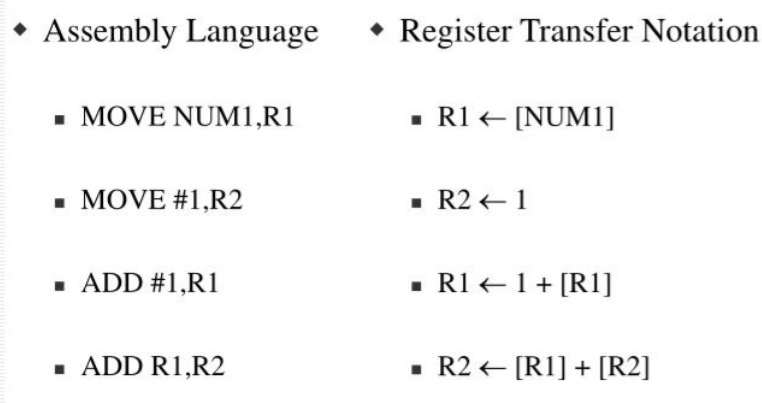 ◆ Assembly Language ◆ Register Transfer Notation
■ MOVE NUM1,R1 ■ R1 ← [NUM1]
■ MOVE #1,R2 ■ R2 ← 1
■ ADD #1,R1 ■ R1 ← 1 + [R1]
■ ADD R1,R2 ■ R2 ← [R1] + [R2]